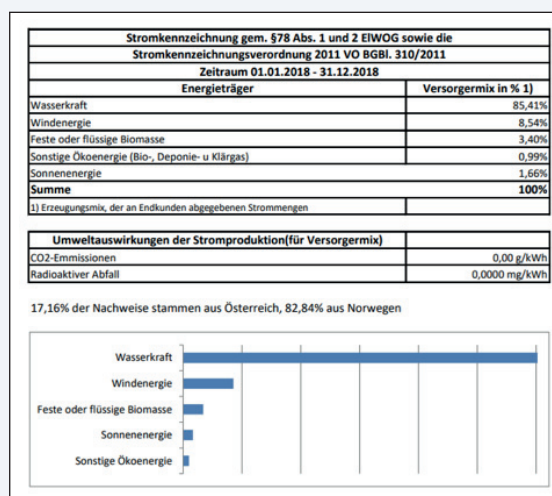 Stromkennzeichnung gem. §78 Abs. 1 und 2 ElWOG sowie die
Stromkennzeichnungsverordnung 2011 VO BGBl. 310/2011
Zeitraum 01.01.2018 - 31.12.2018
Energieträger Versorgermix in % 1)
Wasserkraft 85,41%
Windenergie 8,54%
Feste oder flüssige Biomasse 3,40%
Sonstige Ökoenergie (Bio-, Deponie- u Klärgas) 0,99%
Sonnenenergie 1,66%
Summe 100%
1) Erzeugungsmix, der an Endkunden abgegebenen Strommengen
Umweltauswirkungen der Stromproduktion(für Versorgermix)
CO2-Emmissionen 0,00 g/kWh
Radioaktiver Abfall 0,0000 mg/kWh
17,16% der Nachweise stammen aus Österreich, 82,84% aus Norwegen
Wasserkraft
Windenergie
Feste oder flüssige Biomasse
Sonnenenergie
Sonstige Ökoenergie